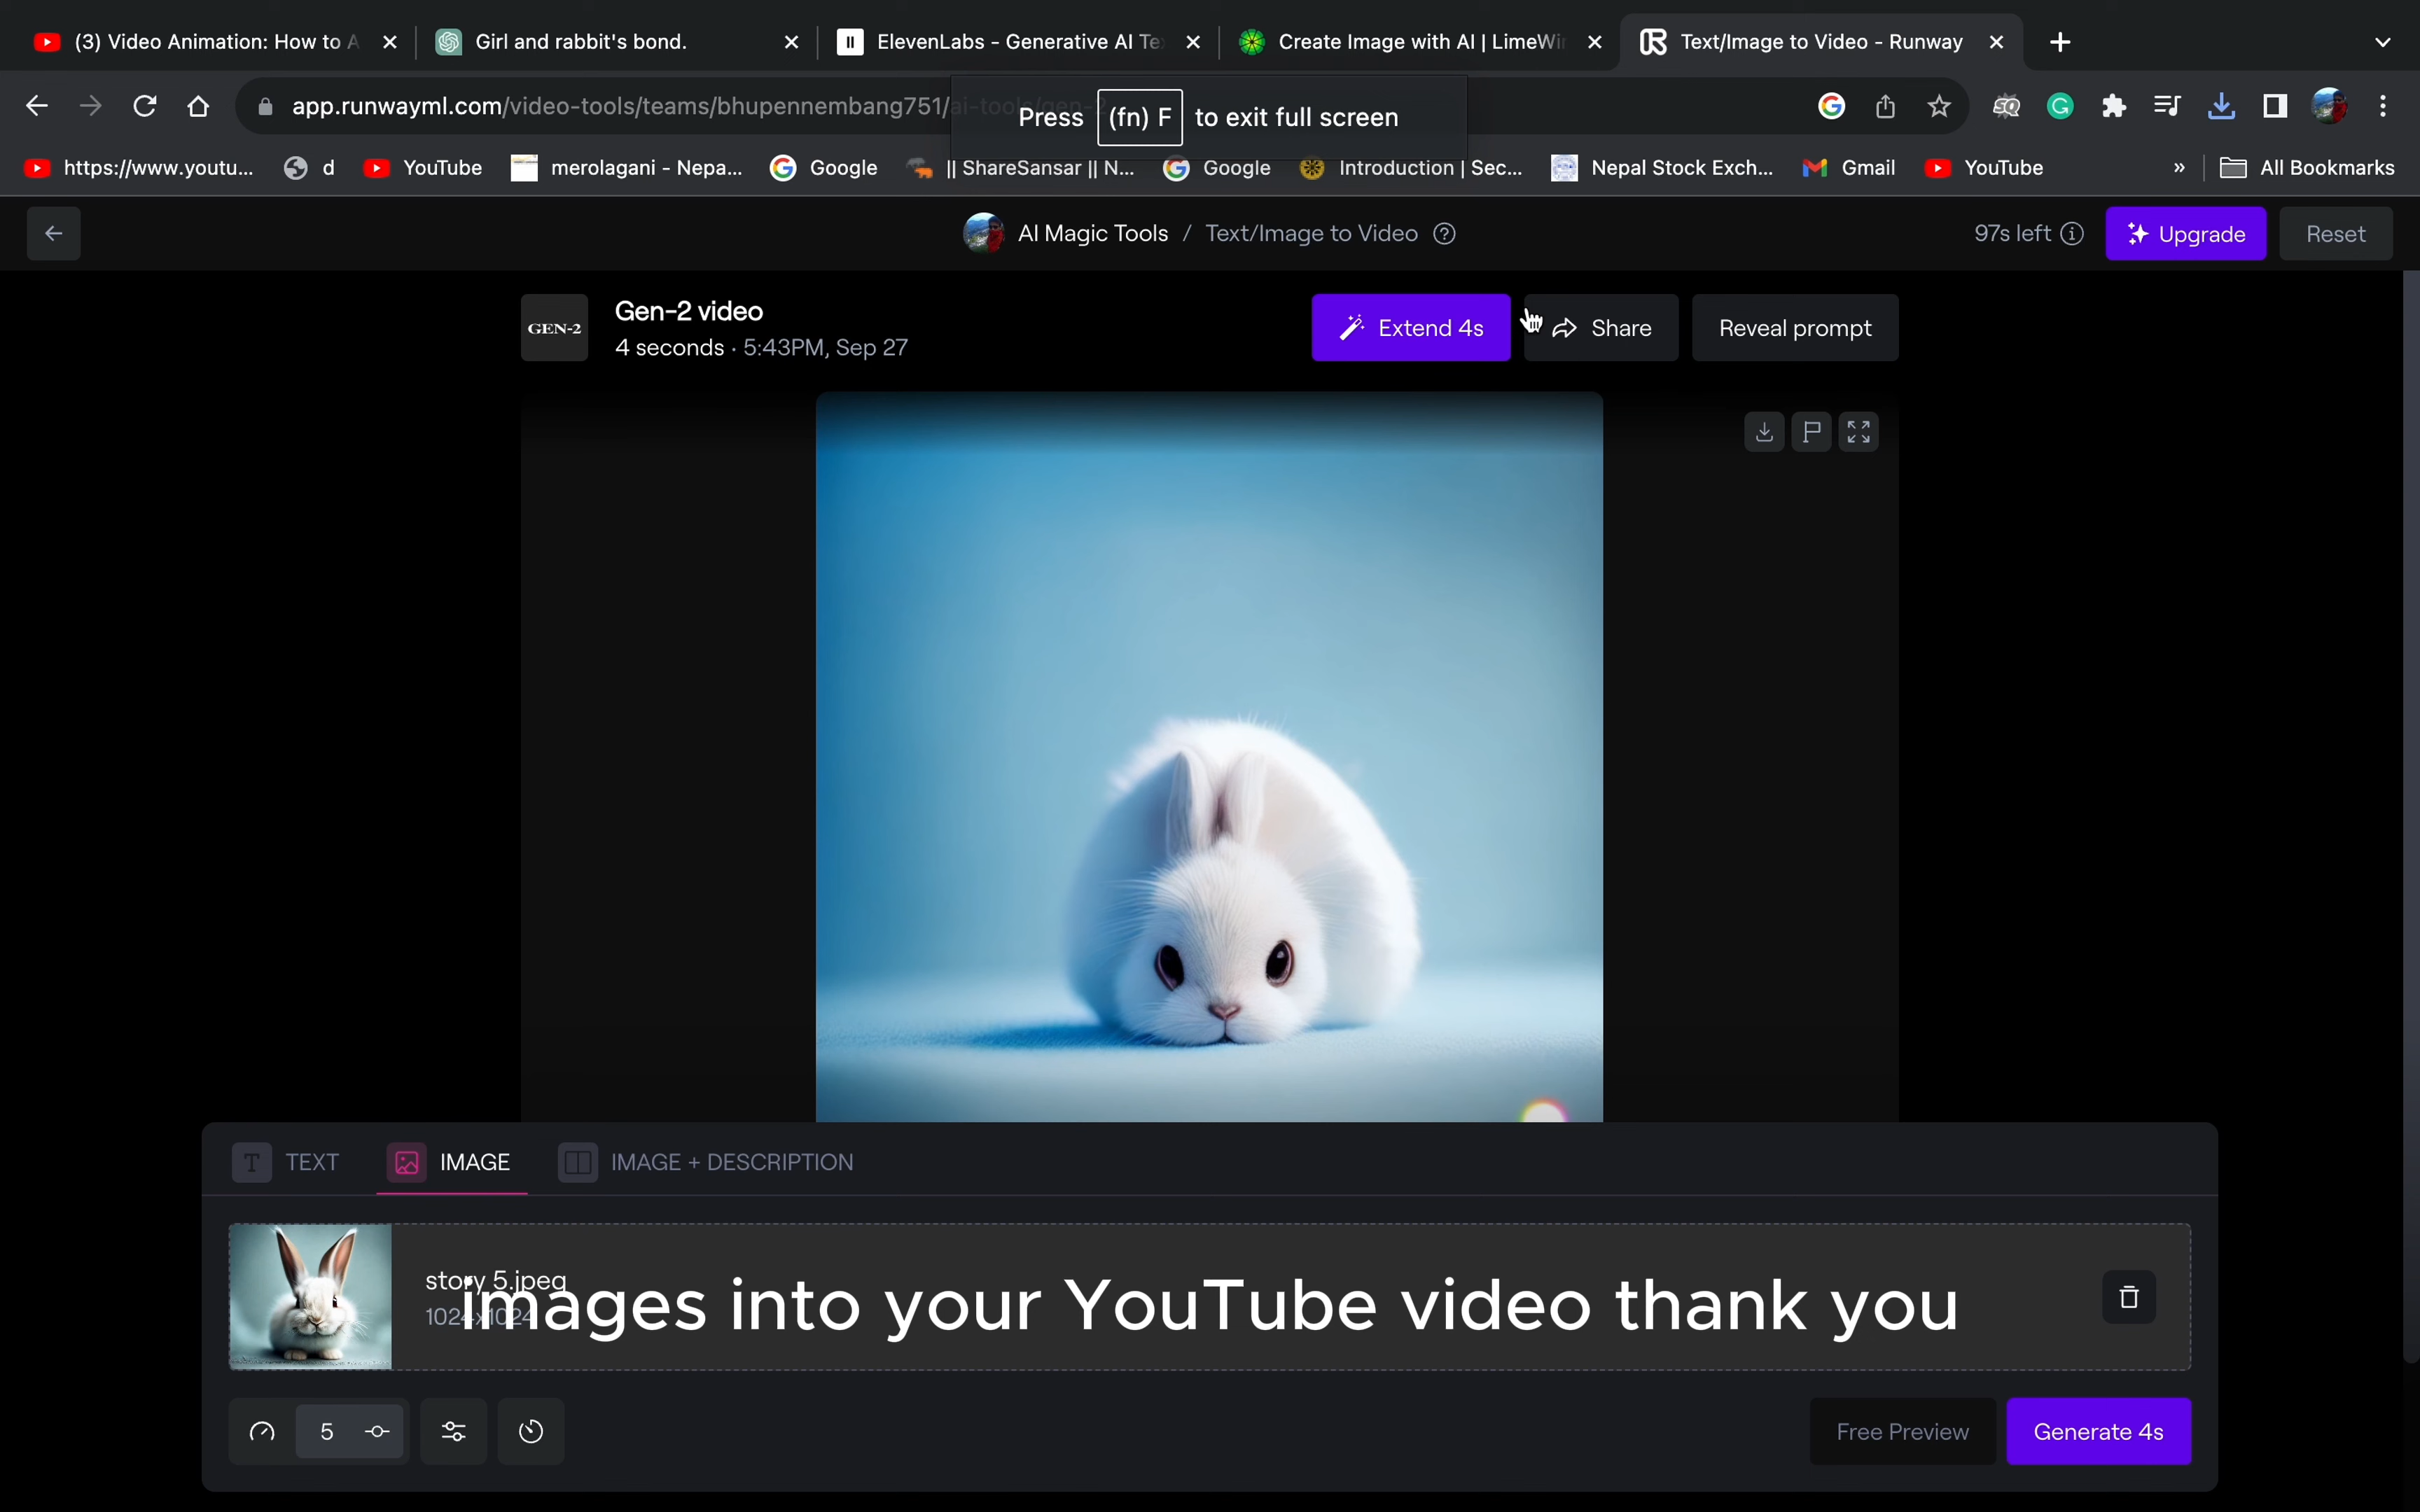 (3) Video Animation: How to A
Girl and rabbit's bond.
ElevenLabs - Generative AI Te
Create Image with AI | LimeWi
Text/Image to Video - Runway
app.runwayml.com/video-tools/teams/bhupennembang751/ai-tools/gen-2
Press (fn) F to exit full screen
https://www.youtu...
d
YouTube
merolagani - Nepa...
Google
|| ShareSansar || N...
Google
Introduction | Sec...
Nepal Stock Exch...
Gmail
YouTube
»
All Bookmarks
AI Magic Tools / Text/Image to Video
97s left
Upgrade
Reset
GEN-2
Gen-2 video
4 seconds · 5:43PM, Sep 27
Extend 4s
Share
Reveal prompt
T TEXT
IMAGE
IMAGE + DESCRIPTION
story 5.jpeg
1024x1024
images into your YouTube video thank you
5
Free Preview
Generate 4s